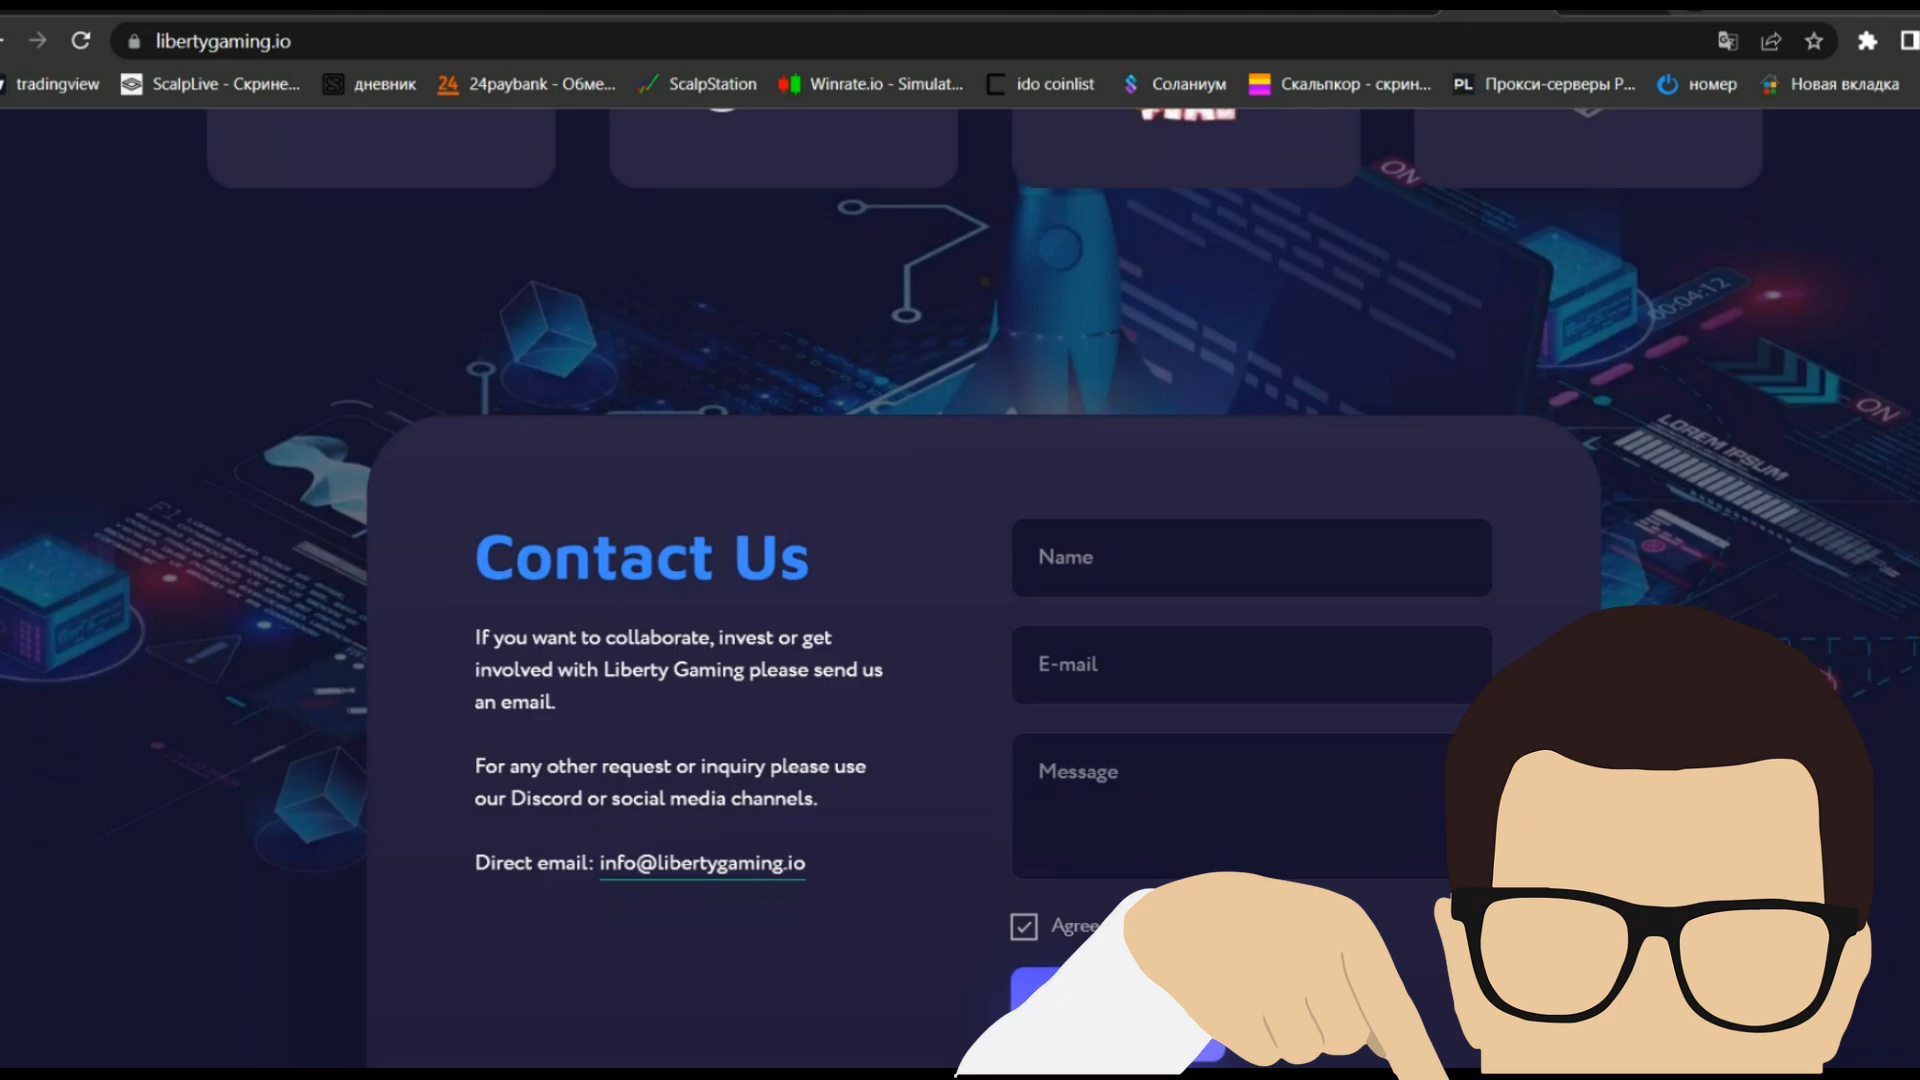 libertygaming.io
tradingview
ScalpLive - Скрине...
дневник
24paybank - Обме...
ScalpStation
Winrate.io - Simulat...
ido coinlist
Соланиум
Скальпкор - скрин...
PL Прокси-серверы Р...
номер
Новая вкладка
ON
00:04:12
ON
LOREM IPSUM
Contact Us
If you want to collaborate, invest or get
involved with Liberty Gaming please send us
an email.
For any other request or inquiry please use
our Discord or social media channels.
Direct email: info@libertygaming.io
Name
E-mail
Message
Agree